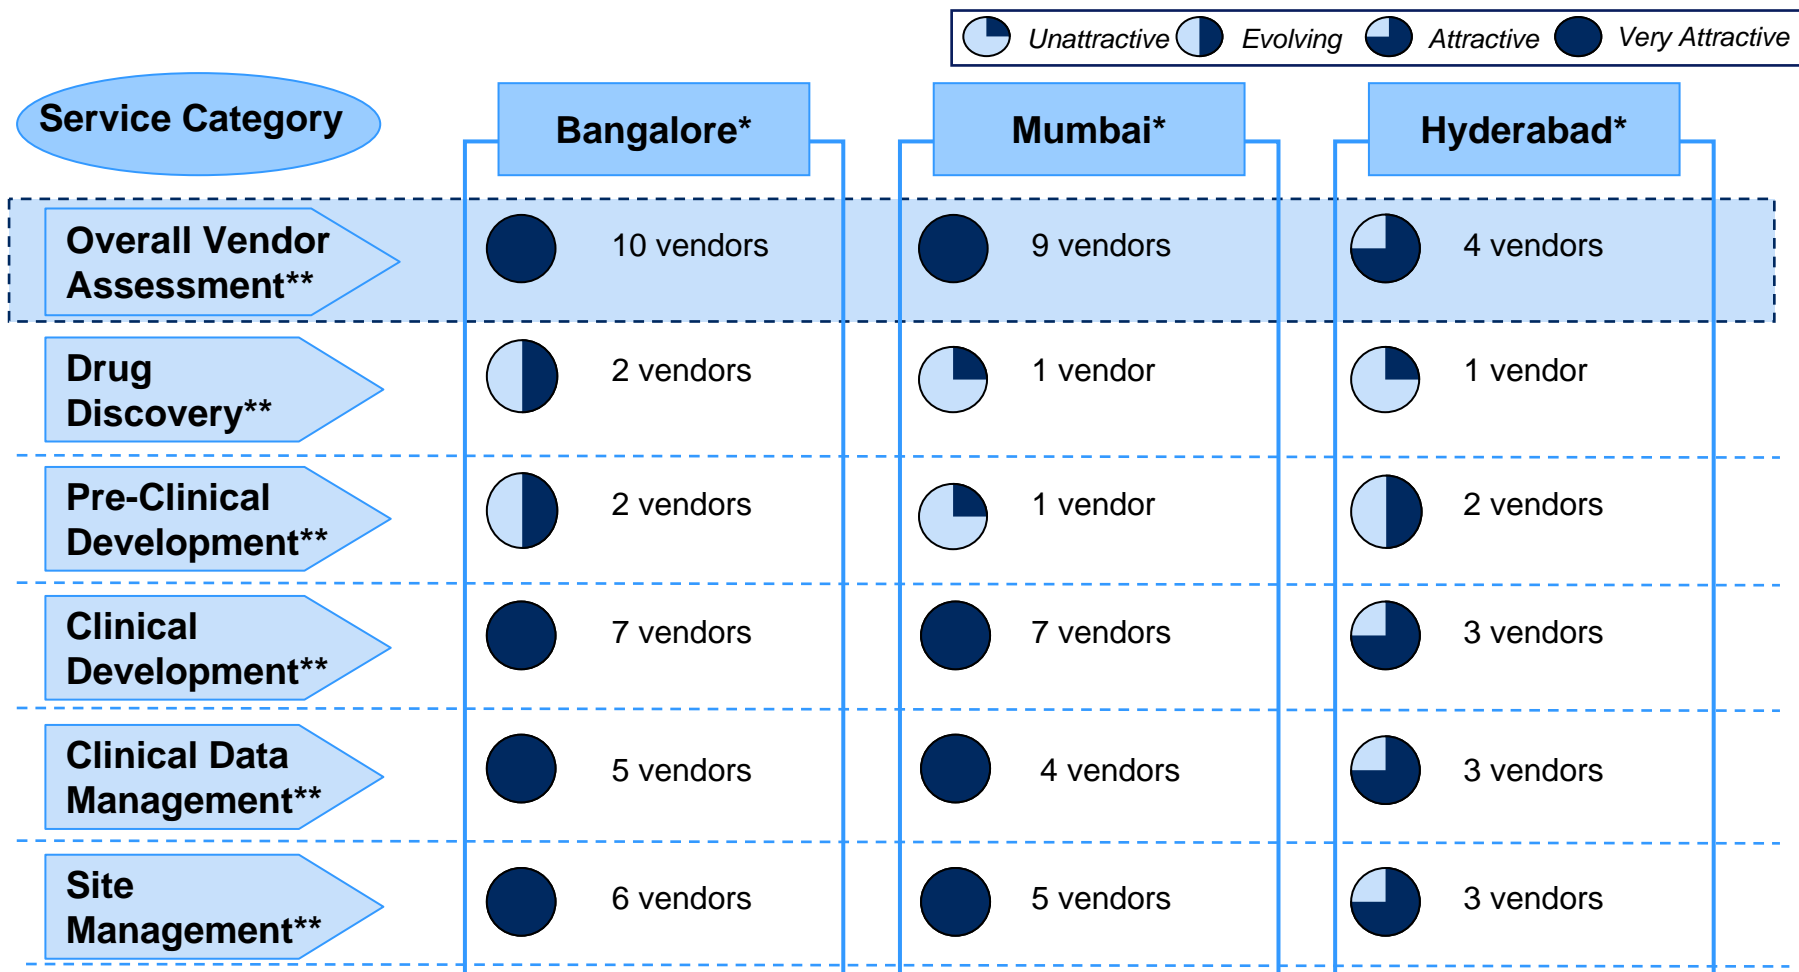 Unattractive Evolving Attractive Very Attractive
Service Category Bangalore* Mumbai* Hyderabad*
Overall Vendor
Assessment** 10 vendors 9 vendors 4 vendors
Drug
Discovery** 2 vendors 1 vendor 1 vendor
Pre-Clinical
Development** 2 vendors 1 vendor 2 vendors
Clinical
Development** 7 vendors 7 vendors 3 vendors
Clinical Data
Management** 5 vendors 4 vendors 3 vendors
Site
Management** 6 vendors 5 vendors 3 vendors